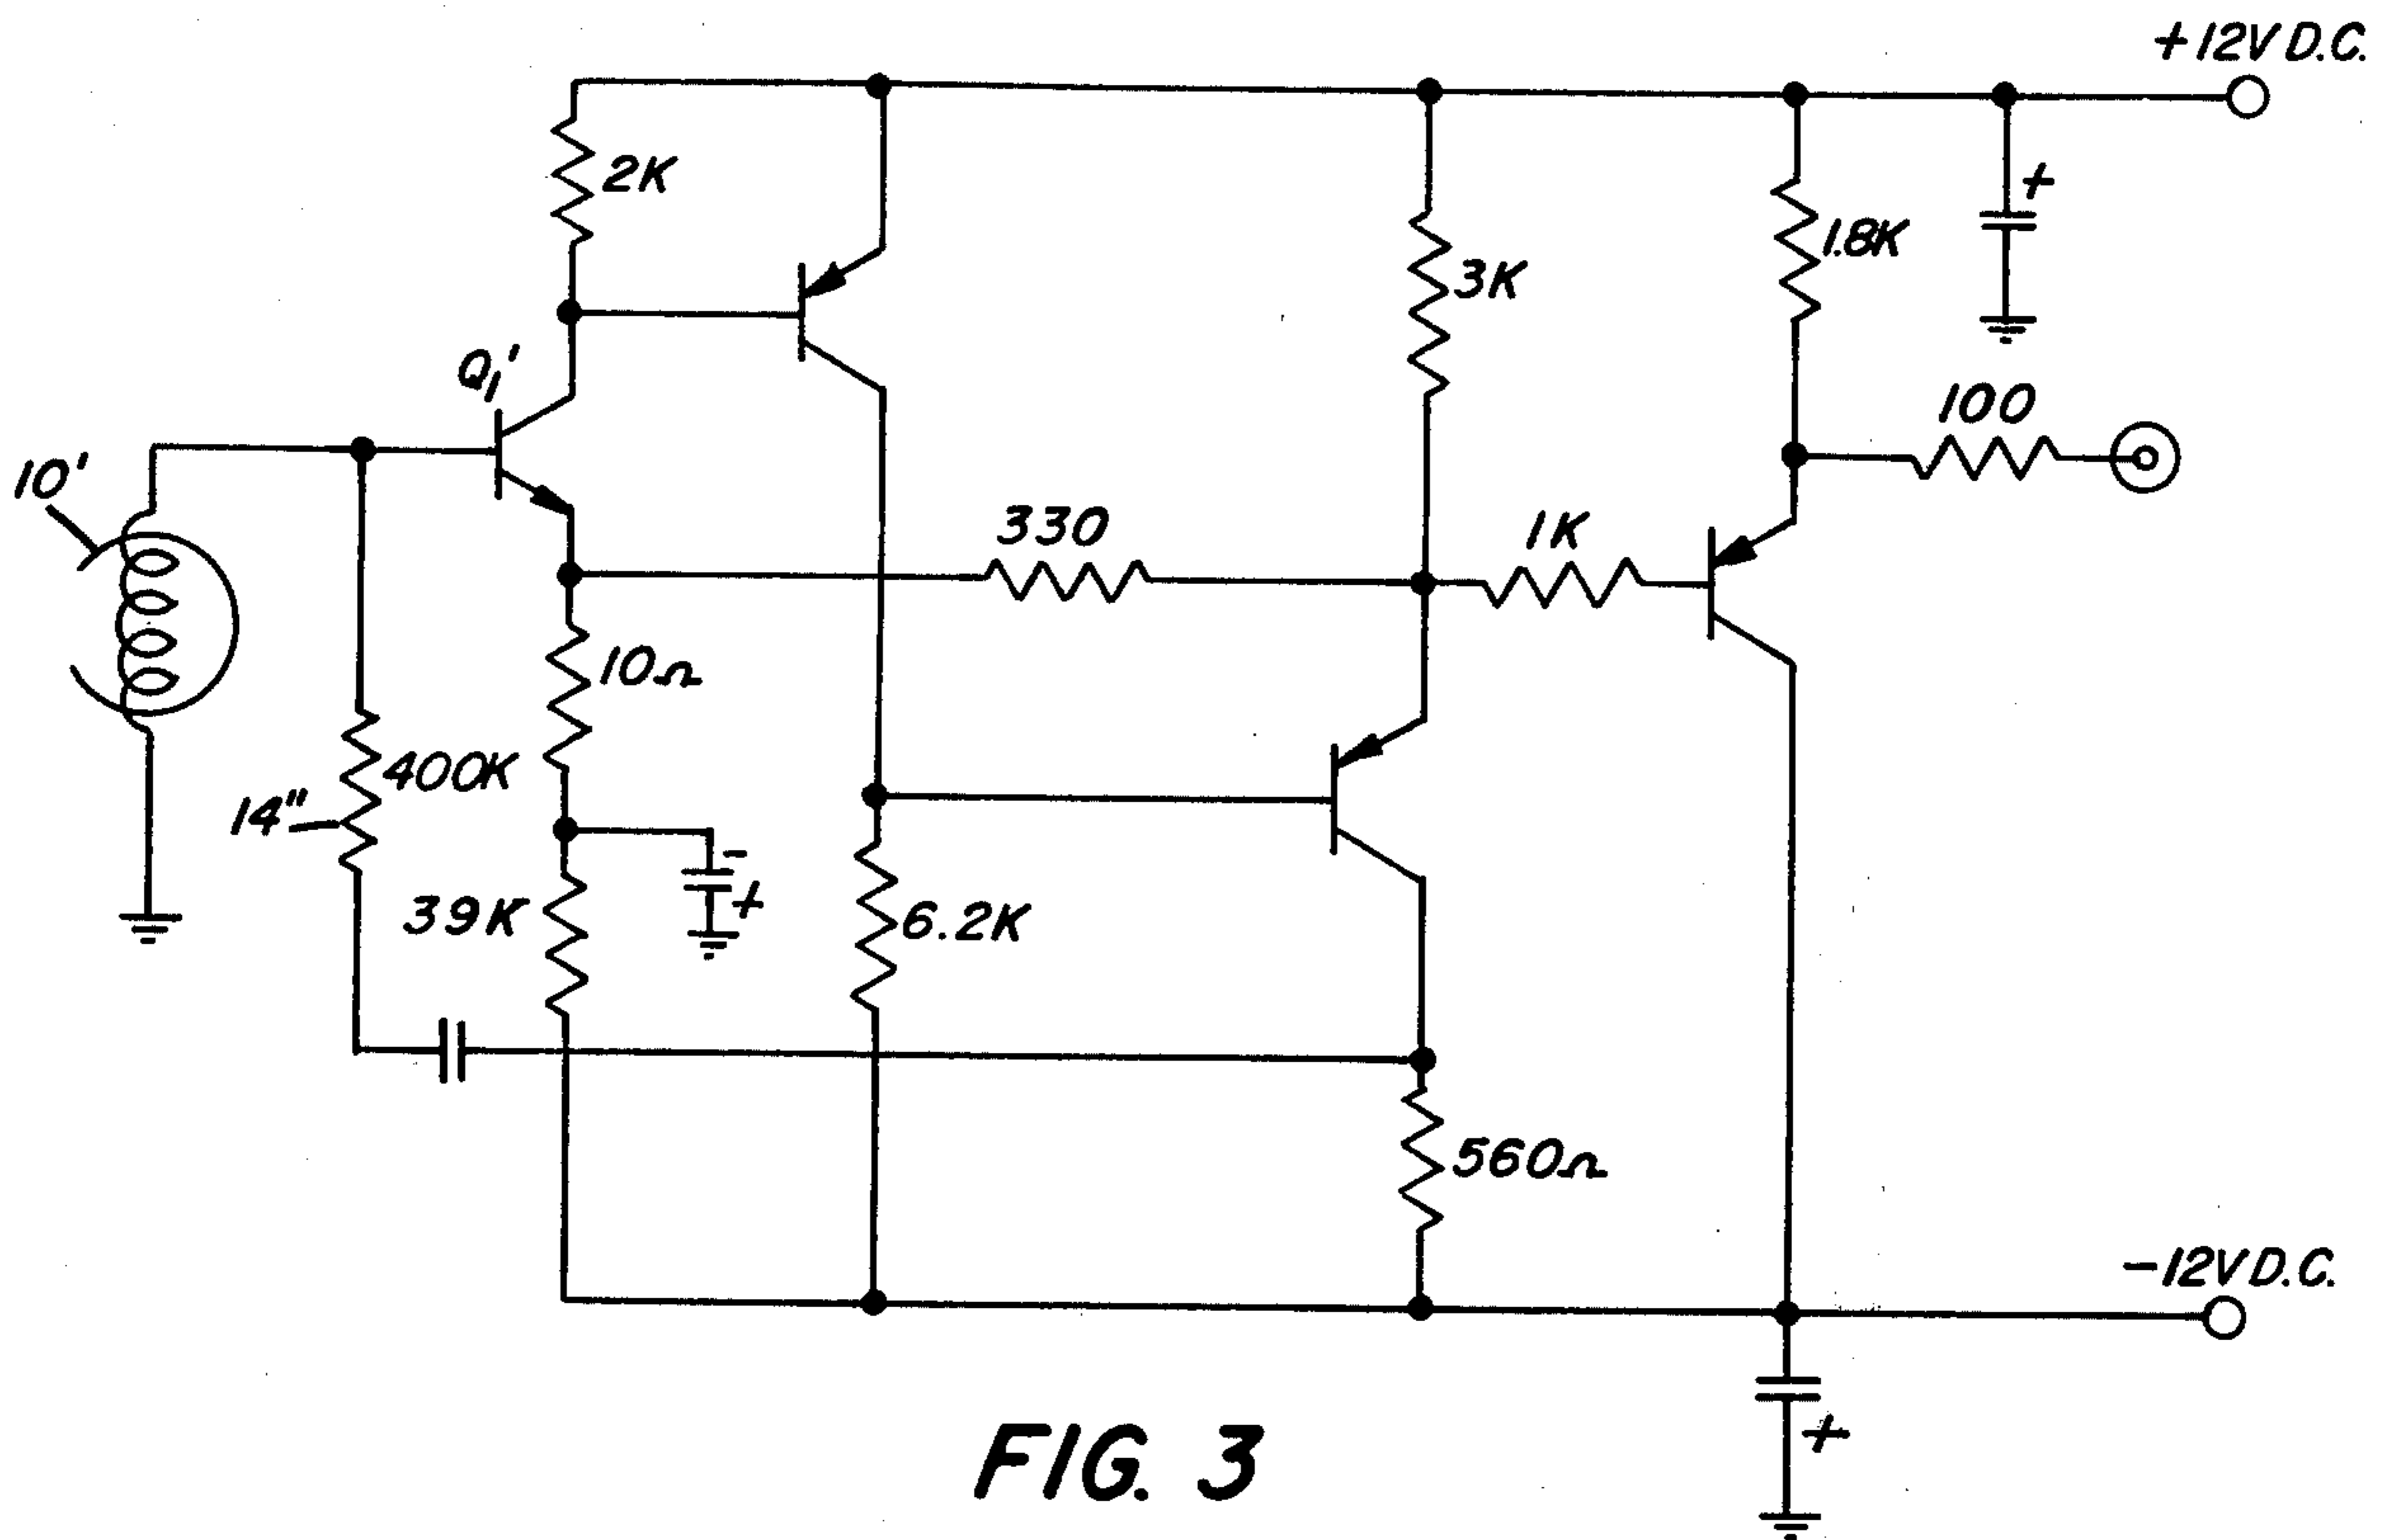 +12V D.C.
2K
+
1.8K
3K
Q1'
100
10'
330
1K
10Ω
400K
14"
-
+
39K
6.2K
560Ω
-12V D.C.
+
FIG. 3